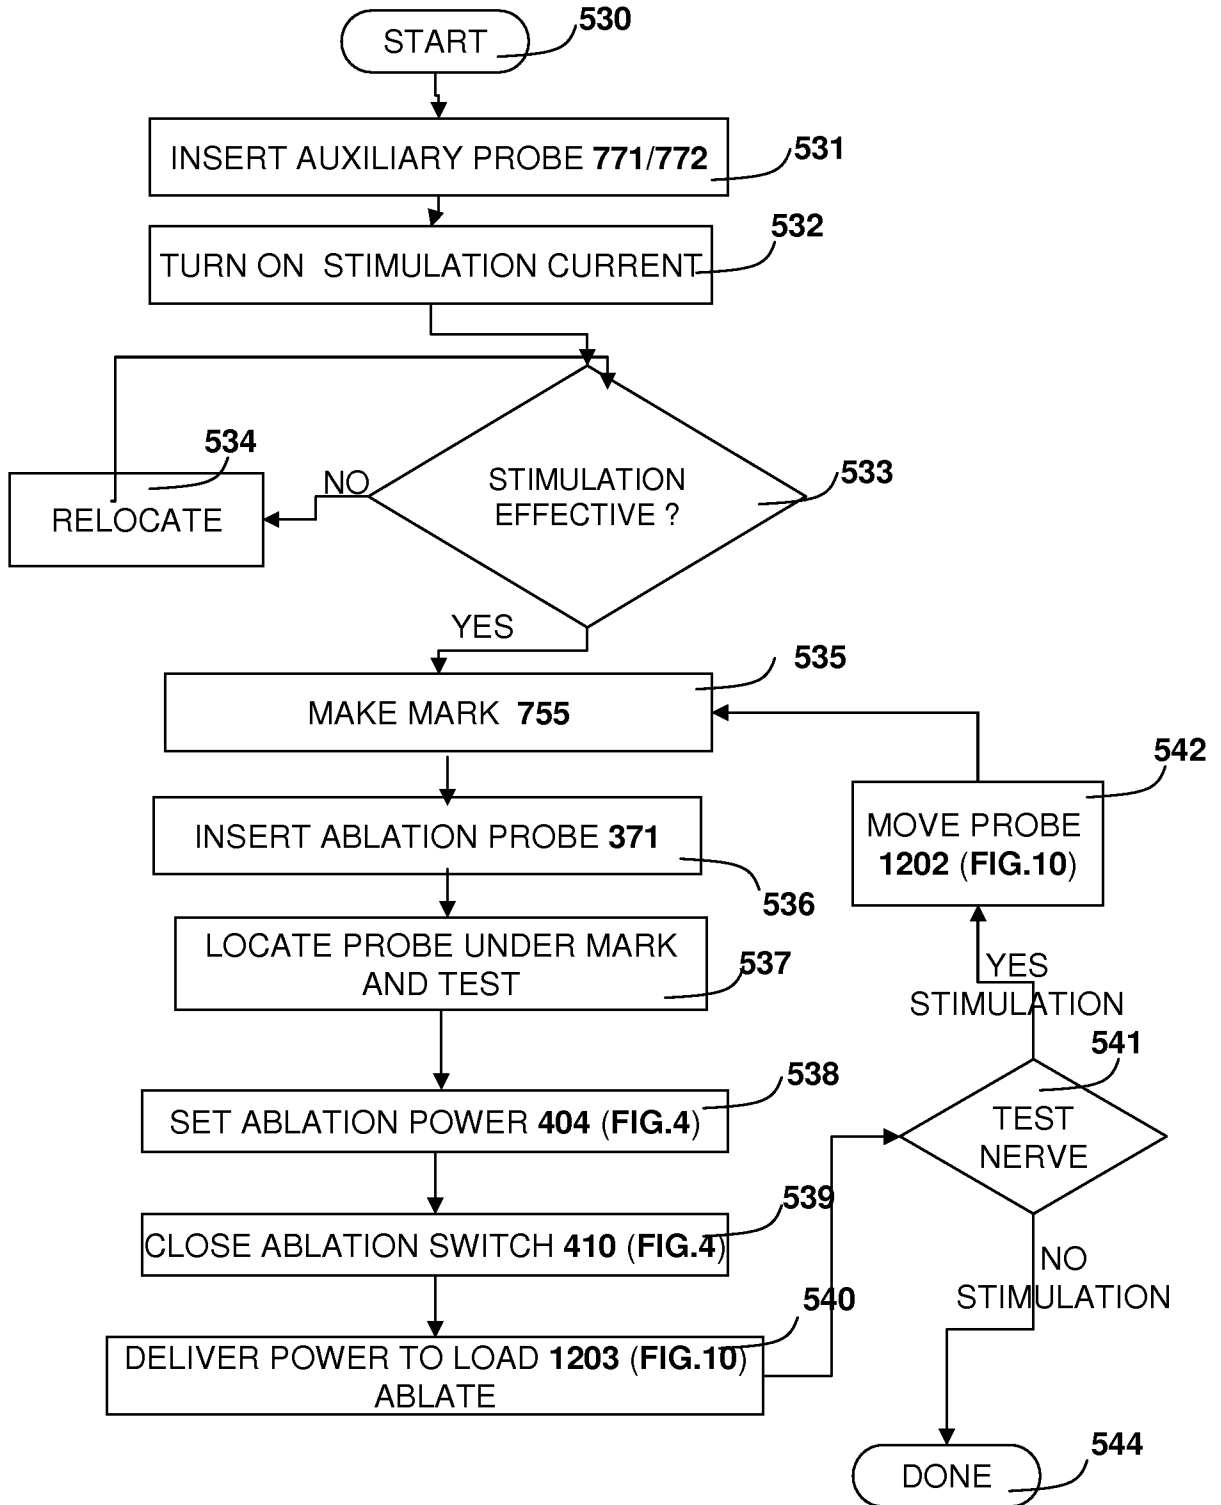 START
530
INSERT AUXILIARY PROBE 771/772
531
TURN ON STIMULATION CURRENT
532
STIMULATION
EFFECTIVE ?
533
NO
534
RELOCATE
YES
MAKE MARK 755
535
INSERT ABLATION PROBE 371
536
LOCATE PROBE UNDER MARK
AND TEST
537
SET ABLATION POWER 404 (FIG.4)
538
CLOSE ABLATION SWITCH 410 (FIG.4)
539
DELIVER POWER TO LOAD 1203 (FIG.10)
ABLATE
540
TEST
NERVE
541
YES
STIMULATION
MOVE PROBE
1202 (FIG.10)
542
NO
STIMULATION
DONE
544